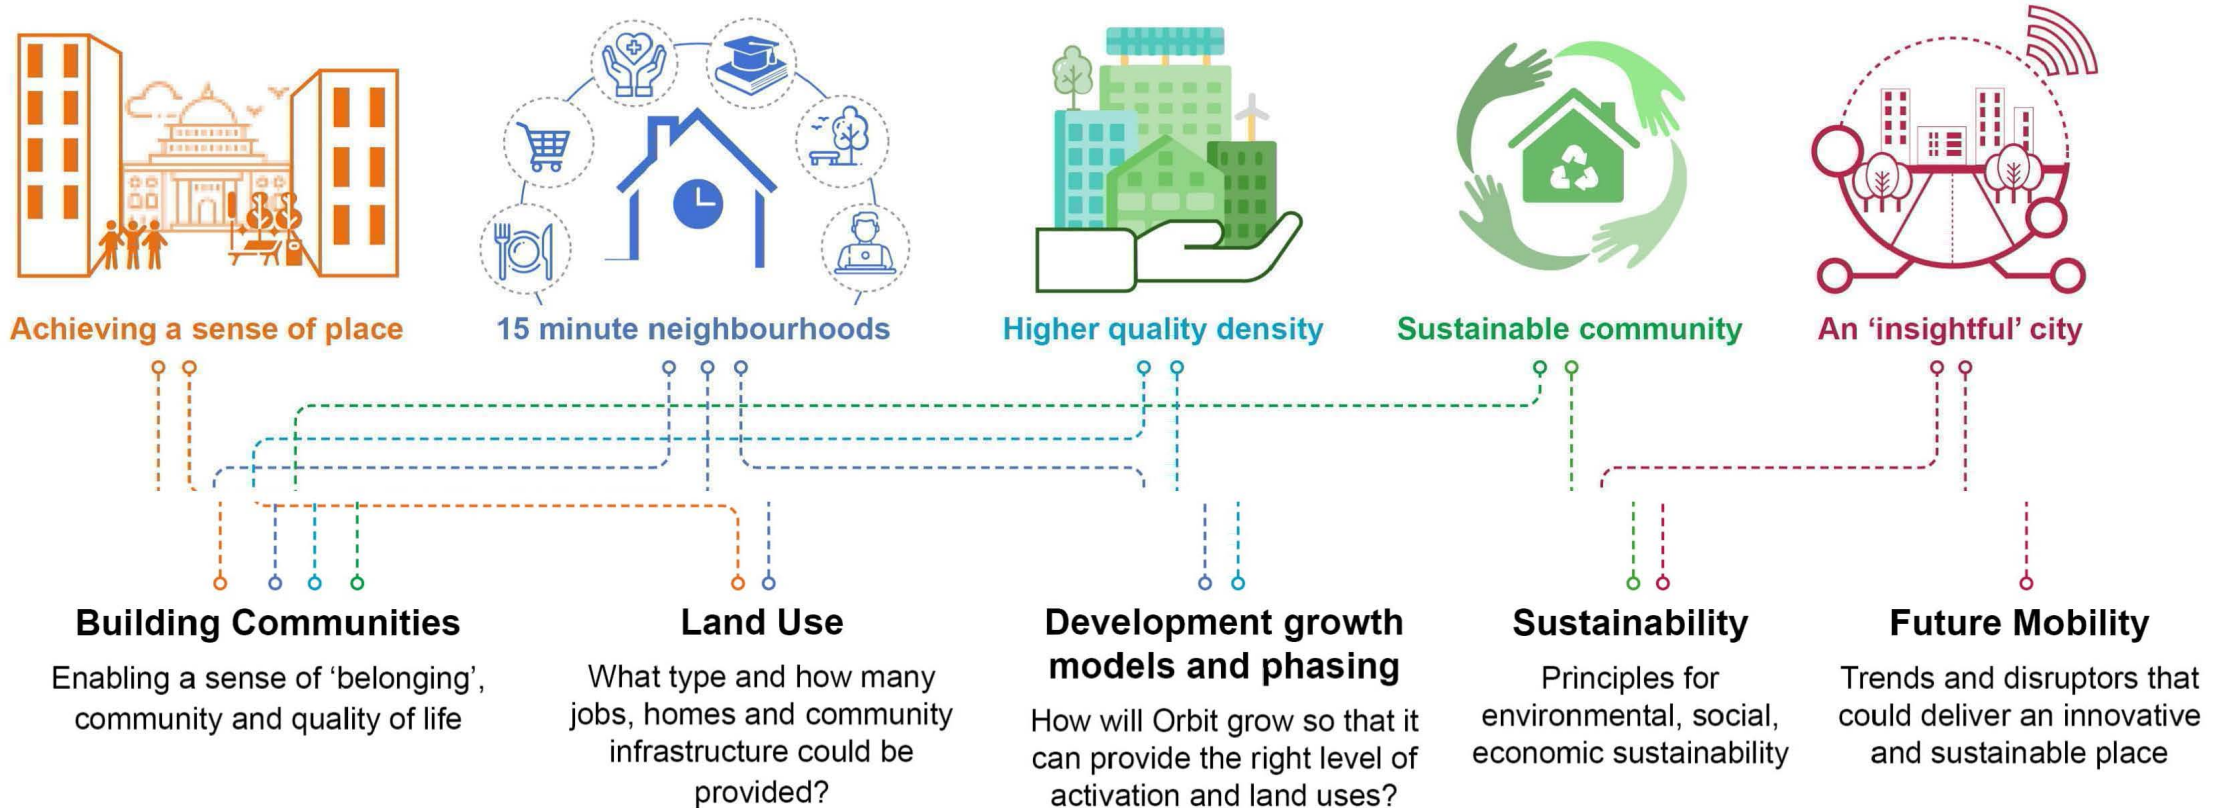 Achieving a sense of place
15 minute neighbourhoods
Higher quality density
Sustainable community
An ‘insightful’ city
Building Communities
Enabling a sense of ‘belonging’,
community and quality of life
Land Use
What type and how many
jobs, homes and community
infrastructure could be
provided?
Development growth
models and phasing
How will Orbit grow so that it
can provide the right level of
activation and land uses?
Sustainability
Principles for
environmental, social,
economic sustainability
Future Mobility
Trends and disruptors that
could deliver an innovative
and sustainable place